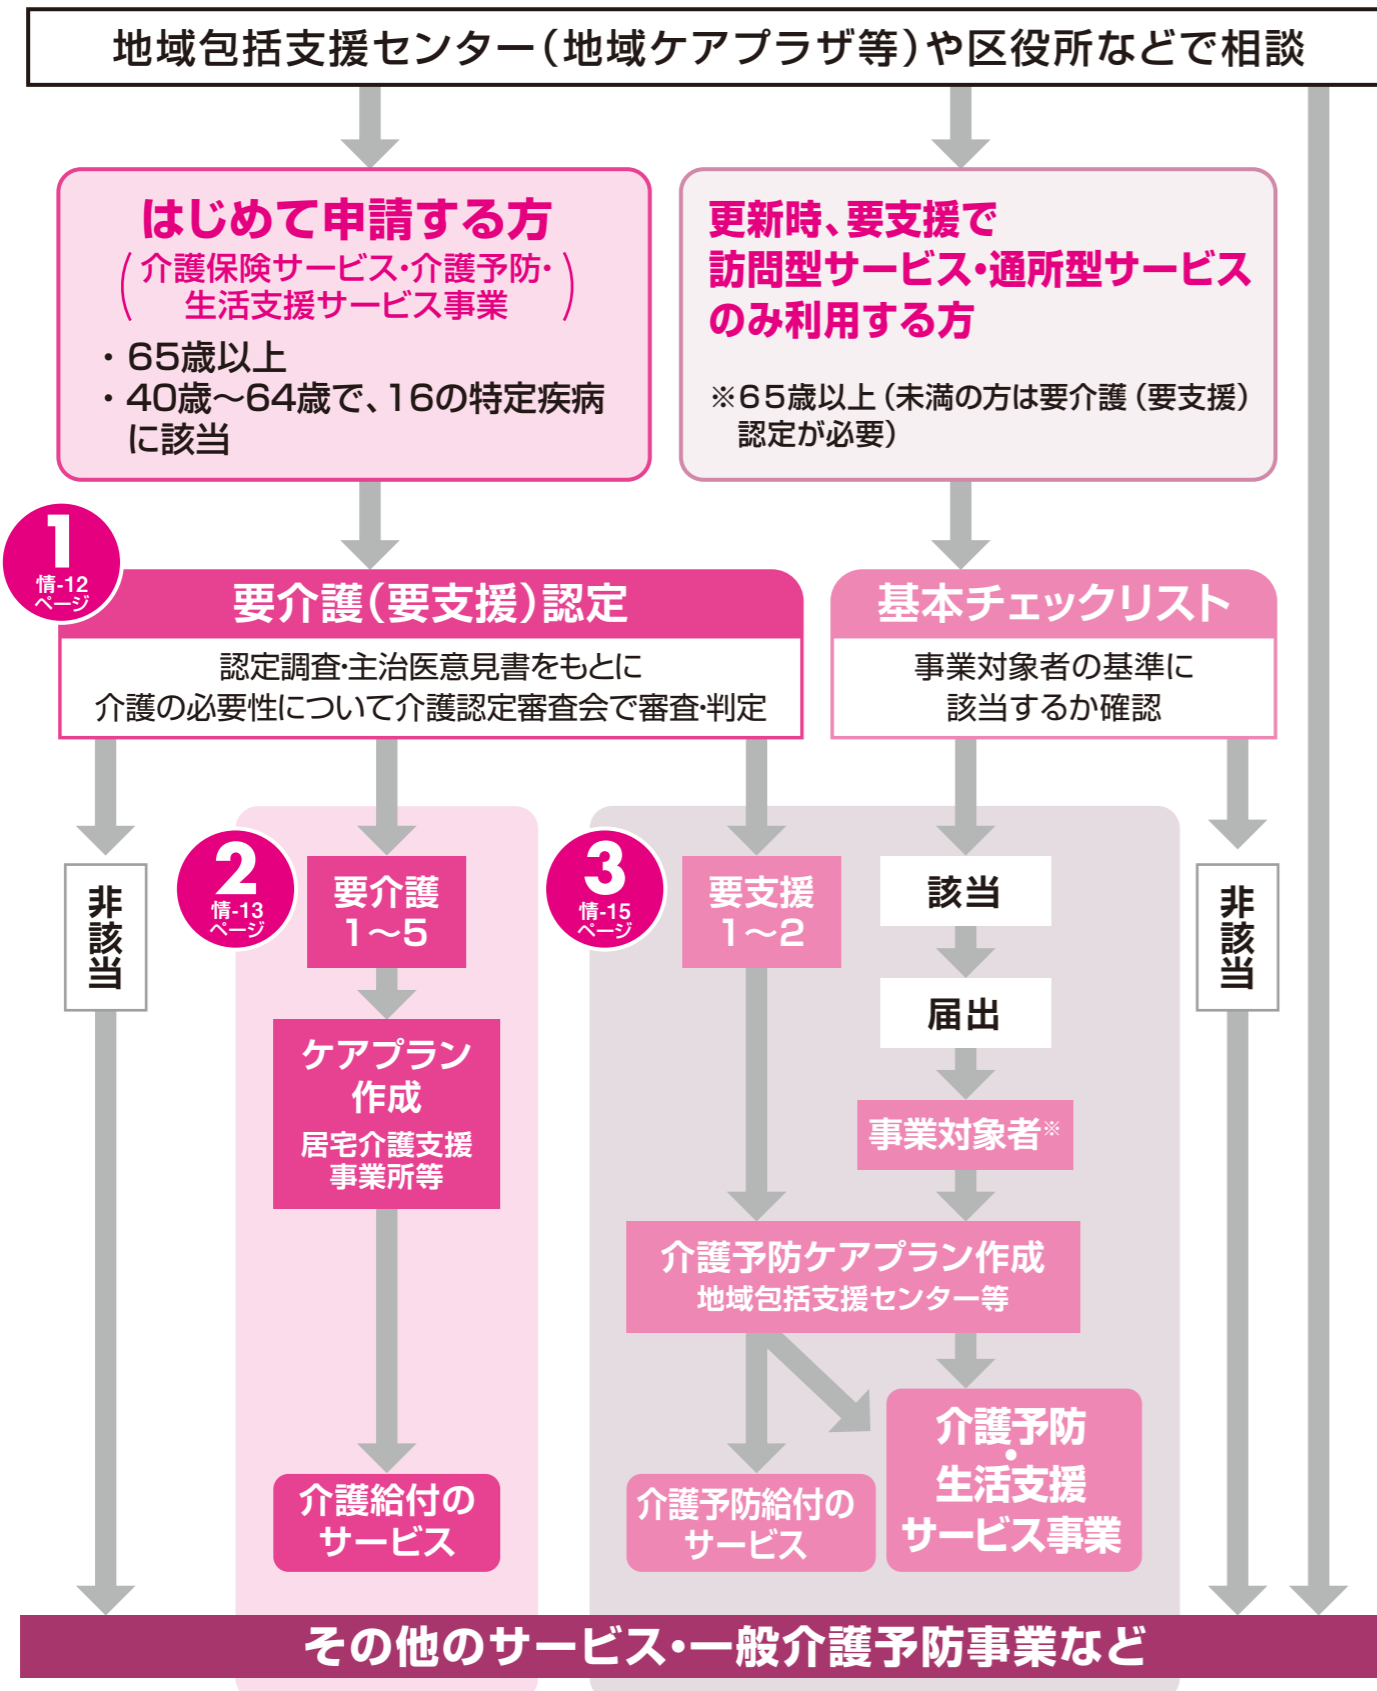 地域包括支援センター（地域ケアプラザ等）や区役所などで相談
はじめて申請する方
（介護保険サービス・介護予防・
生活支援サービス事業）
・65歳以上
・40歳～64歳で、16の特定疾病
に該当
更新時、要支援で
訪問型サービス・通所型サービス
のみ利用する方
※65歳以上（未満の方は要介護（要支援）
認定が必要）
1
情-12
ページ
要介護（要支援）認定
認定調査・主治医意見書をもとに
介護の必要性について介護認定審査会で審査・判定
基本チェックリスト
事業対象者の基準に
該当するか確認
非該当
2
情-13
ページ
要介護
1～5
ケアプラン
作成
居宅介護支援
事業所等
介護給付の
サービス
3
情-15
ページ
要支援
1～2
該当
届出
事業対象者※
介護予防ケアプラン作成
地域包括支援センター等
介護予防給付の
サービス
介護予防
・
生活支援
サービス事業
非該当
その他のサービス・一般介護予防事業など